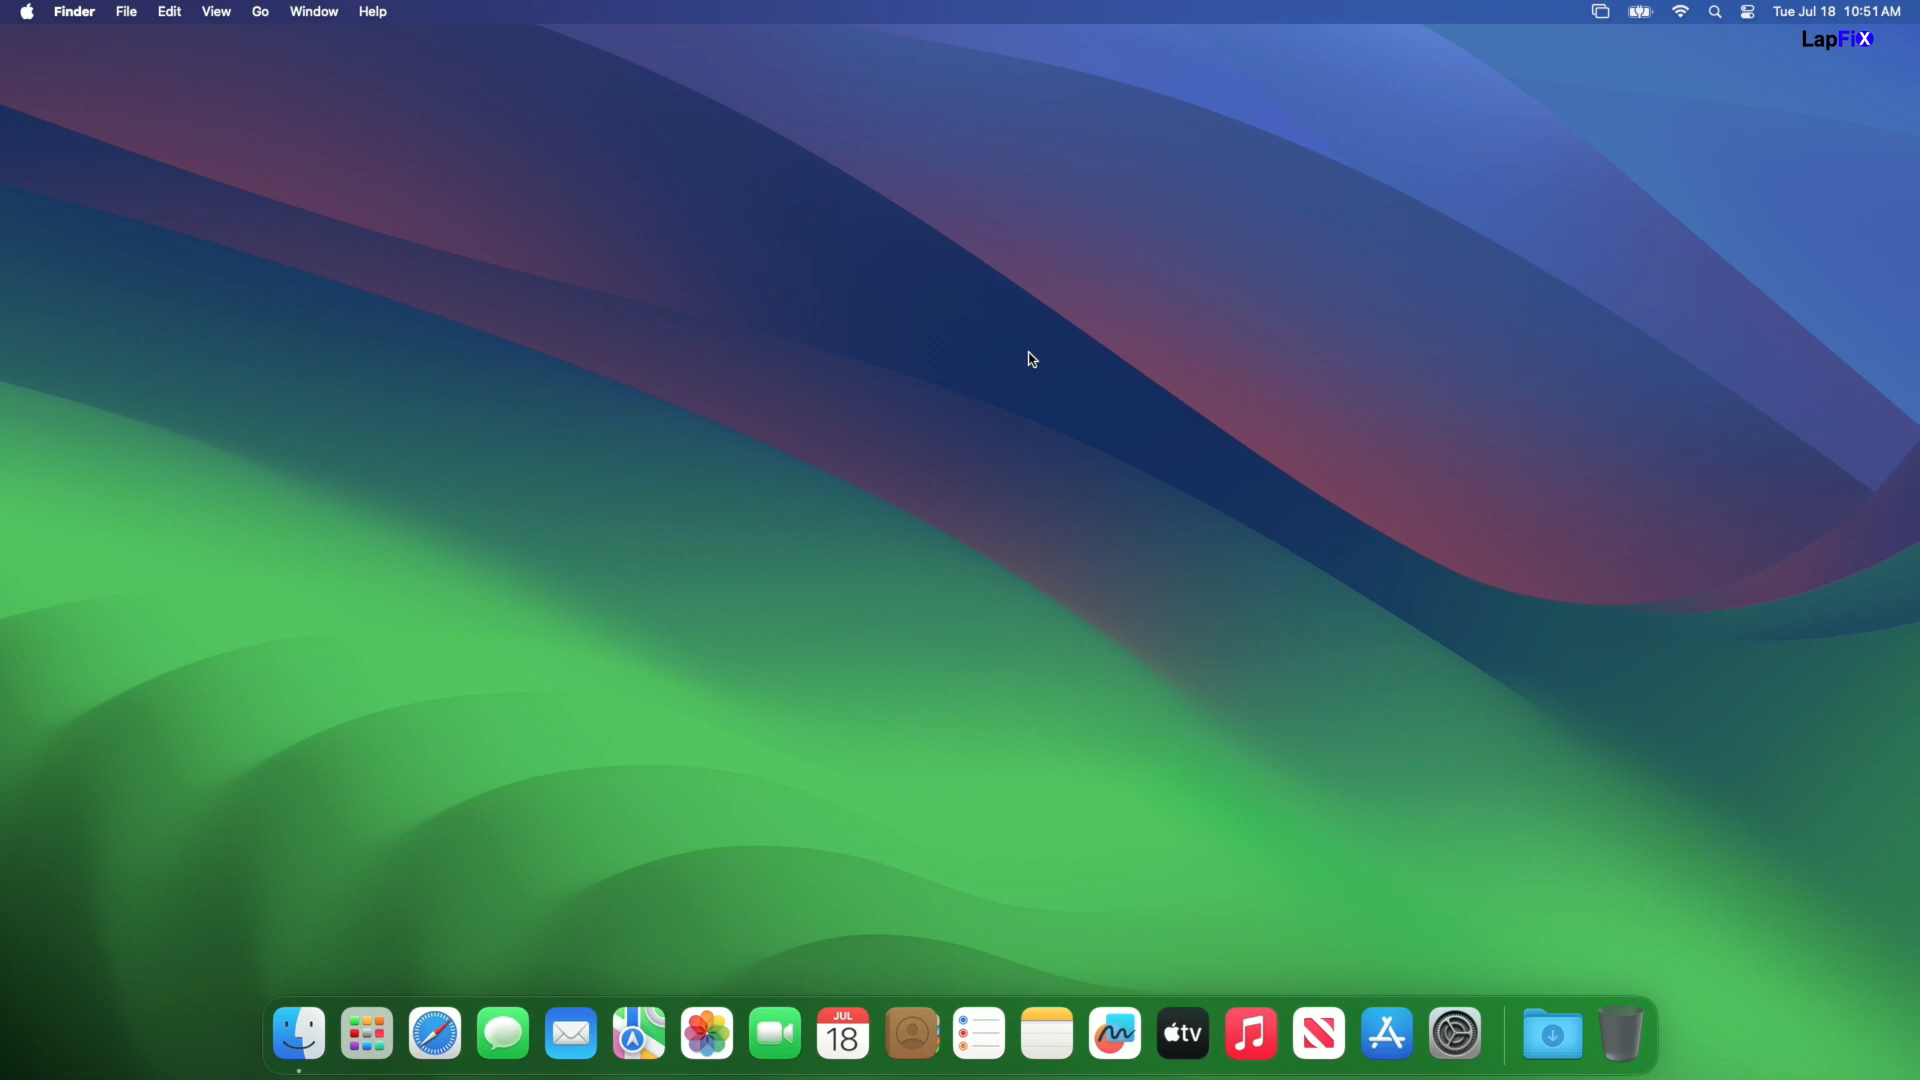 Finder File Edit View Go Window Help
Tue Jul 18 10:51 AM
LapFiX
JUL
18
tv